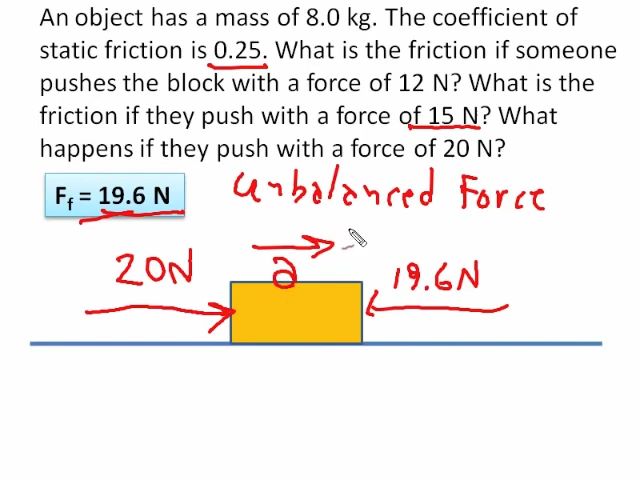 An object has a mass of 8.0 kg. The coefficient of
static friction is 0.25. What is the friction if someone
pushes the block with a force of 12 N? What is the
friction if they push with a force of 15 N? What
happens if they push with a force of 20 N?
Ff = 19.6 N
unbalanced Force
20N
a
19.6N